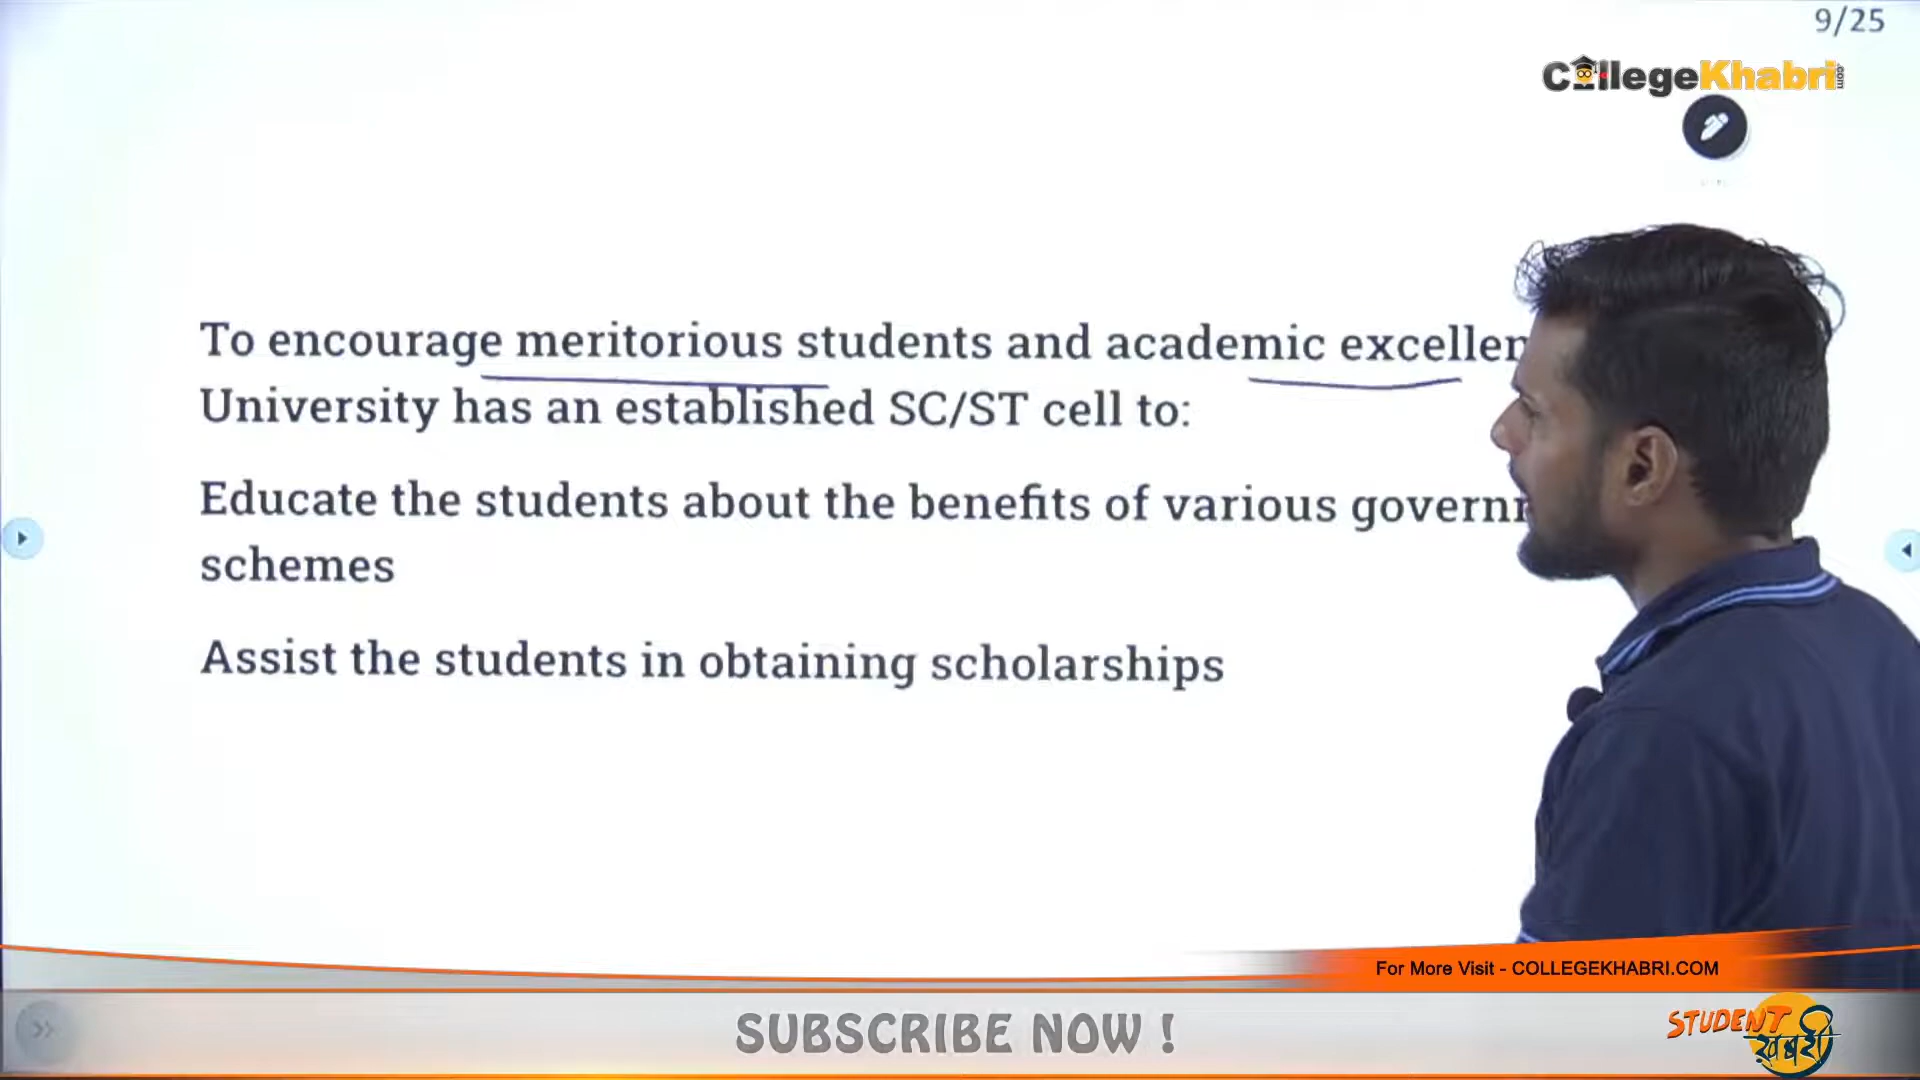 9/25
CollegeKhabri.com
To encourage meritorious students and academic
University has an established SC/ST cell to:
Educate the students about the benefits of various
schemes
Assist the students in obtaining scholarships
For More Visit - COLLEGEKHABRI.COM
SUBSCRIBE NOW !
STUDENT
ख़बरी